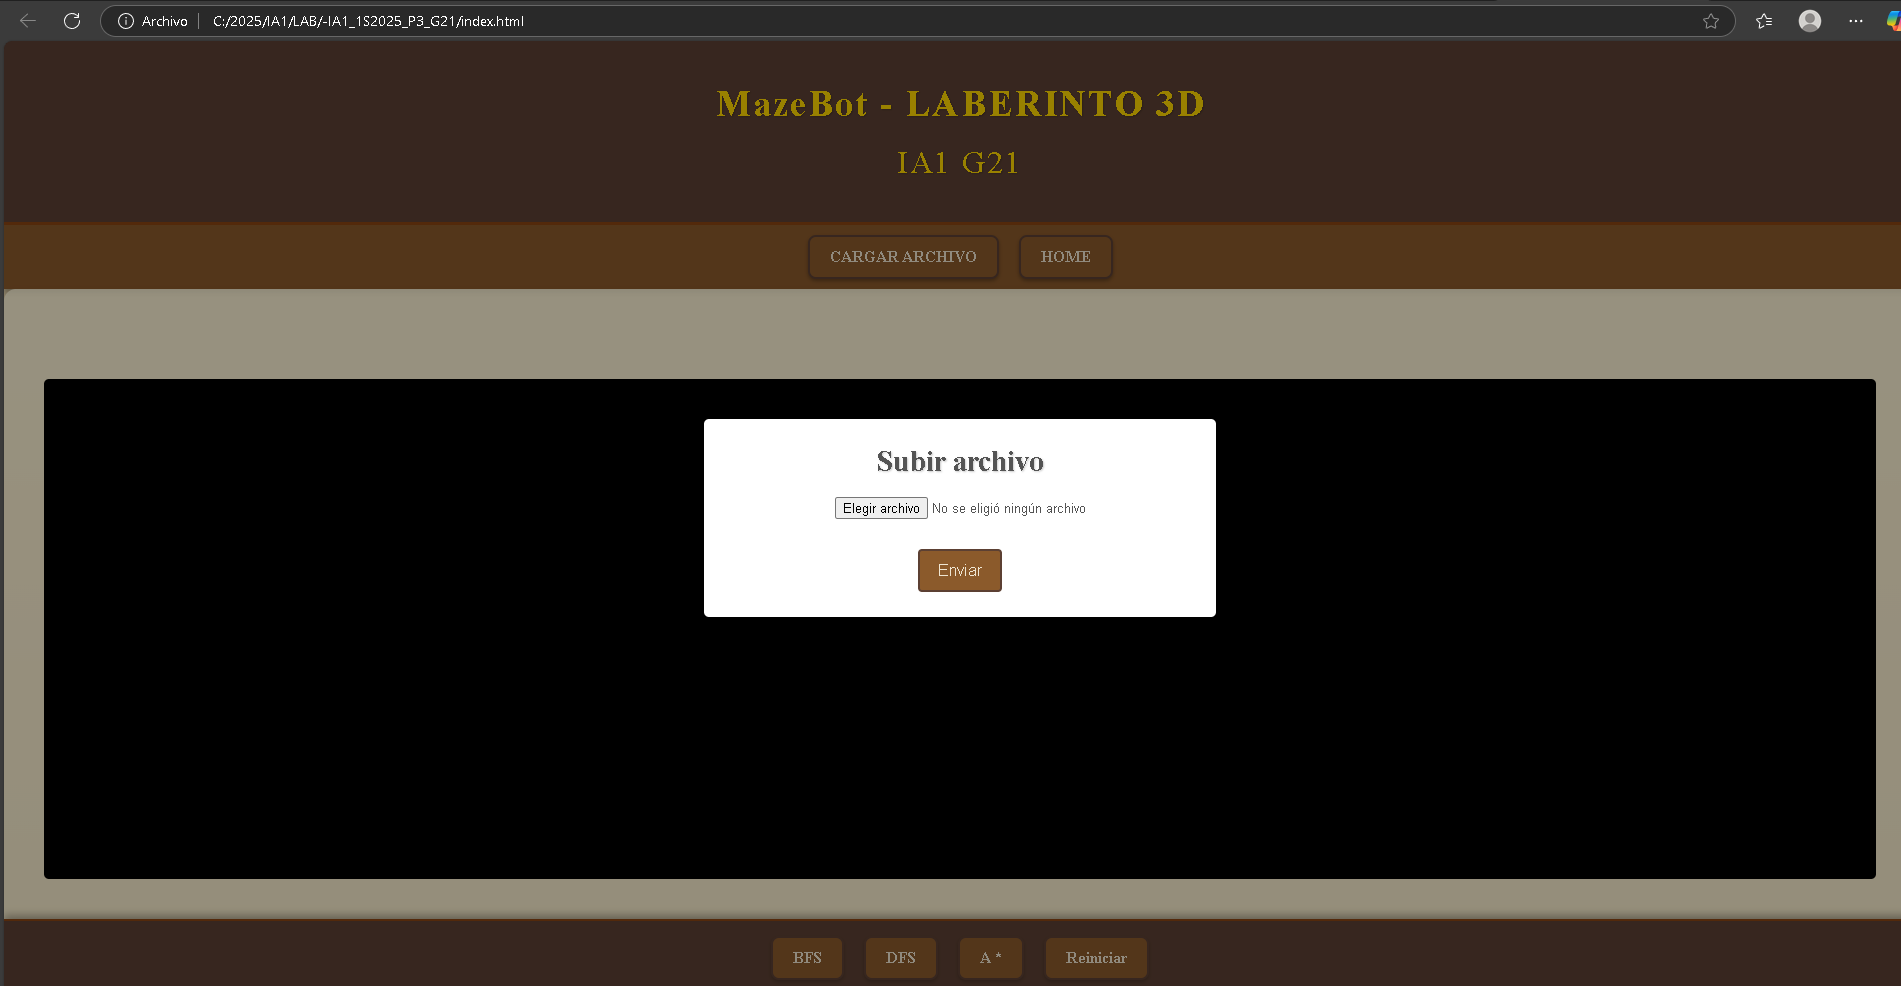 Archivo C:/2025/IA1/LAB/-IA1_1S2025_P3_G21/index.html
MazeBot - LABERINTO 3D
IA1 G21
CARGAR ARCHIVO HOME
Subir archivo
Elegir archivo No se eligió ningún archivo
Enviar
BFS DFS A * Reiniciar